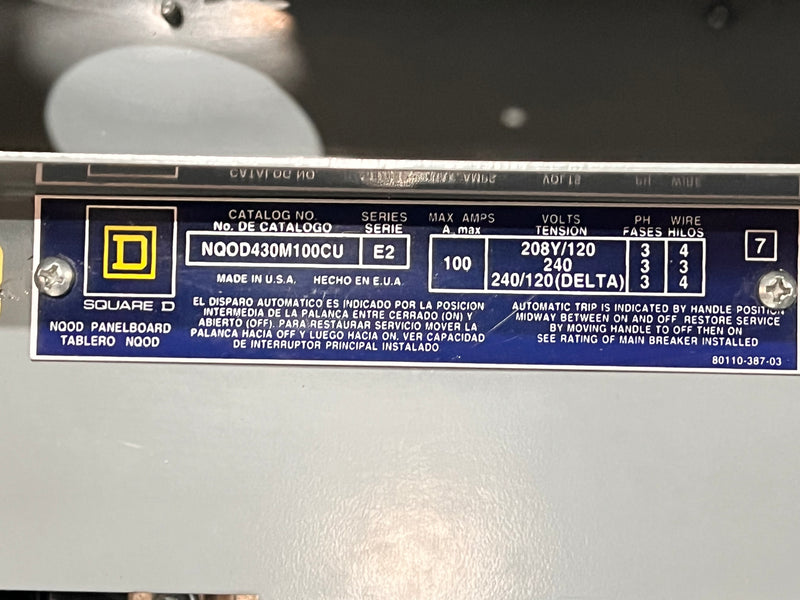 CATALOG NO.
No. DE CATALOGO
SERIES
SERIE
NQOD430M100CU
E2
MADE IN U.S.A. HECHO EN E.U.A.
MAX AMPS
A. max
100
VOLTS
TENSION
PH WIRE
FASES HILOS
208Y/120 3 4
240 3 3
240/120(DELTA) 3 4
7
D
SQUARE D
NQOD PANELBOARD
TABLERO NQOD
EL DISPARO AUTOMATICO ES INDICADO POR LA POSICION
INTERMEDIA DE LA PALANCA ENTRE CERRADO (ON) Y
ABIERTO (OFF). PARA RESTAURAR SERVICIO MOVER LA
PALANCA HACIA OFF Y LUEGO HACIA ON. VER CAPACIDAD
DE INTERRUPTOR PRINCIPAL INSTALADO
AUTOMATIC TRIP IS INDICATED BY HANDLE POSITION
MIDWAY BETWEEN ON AND OFF. RESTORE SERVICE
BY MOVING HANDLE TO OFF THEN ON
SEE RATING OF MAIN BREAKER INSTALLED
80110-387-03